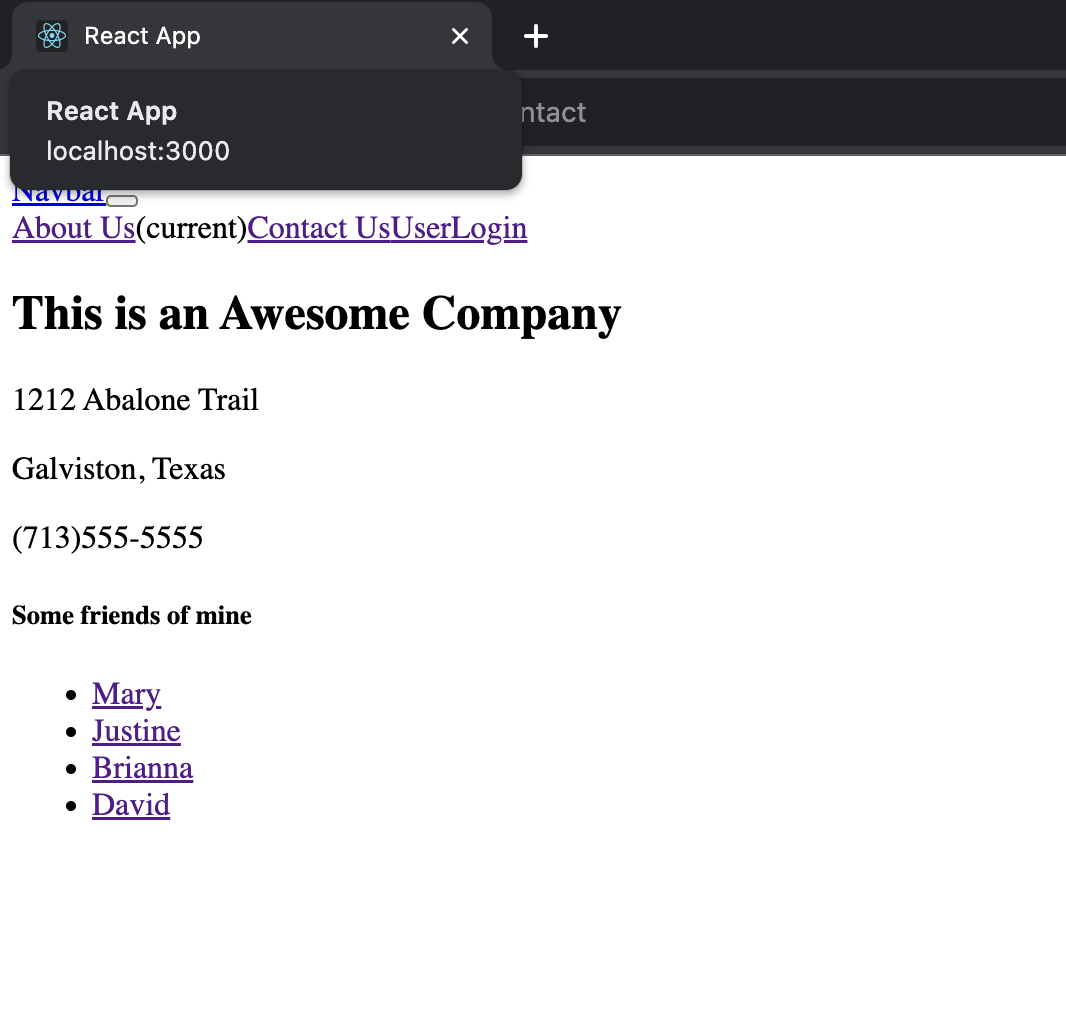 React App
React App
localhost:3000
ntact
Navbar
About Us(current)Contact UsUserLogin
This is an Awesome Company
1212 Abalone Trail
Galviston, Texas
(713)555-5555
Some friends of mine
Mary
Justine
Brianna
David